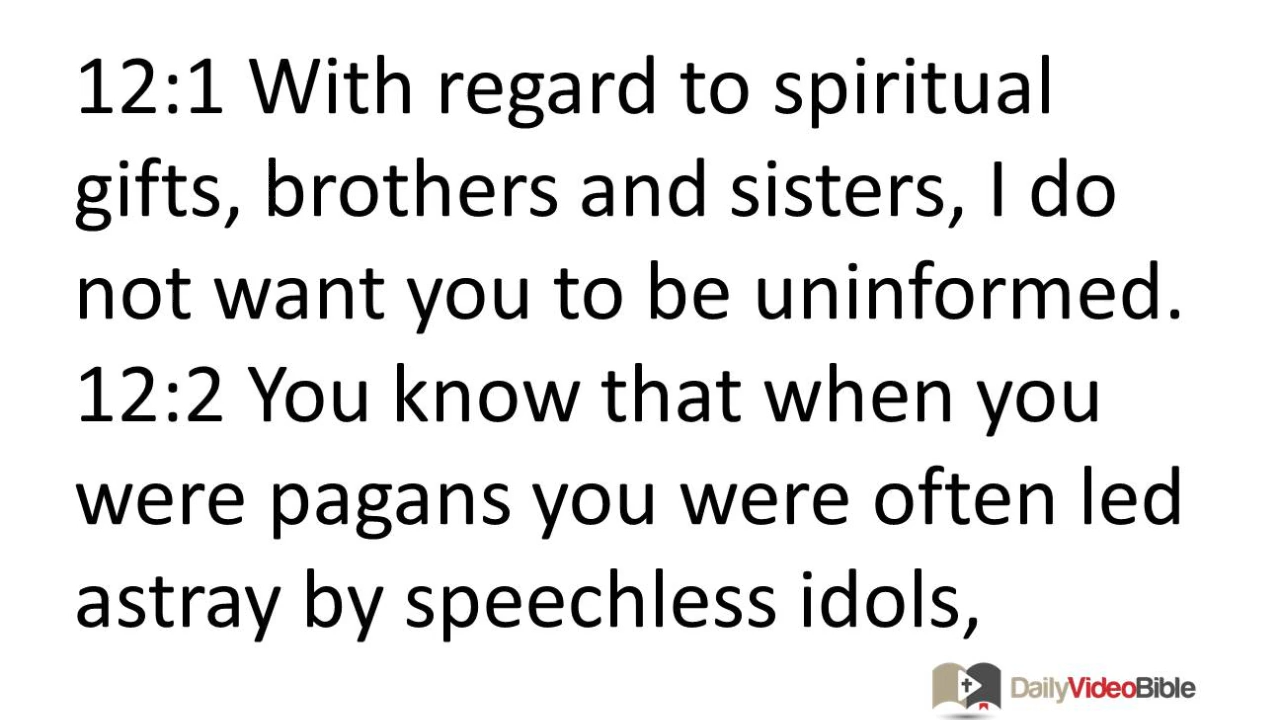 12:1 With regard to spiritual
gifts, brothers and sisters, I do
not want you to be uninformed.
12:2 You know that when you
were pagans you were often led
astray by speechless idols,
DailyVideoBible